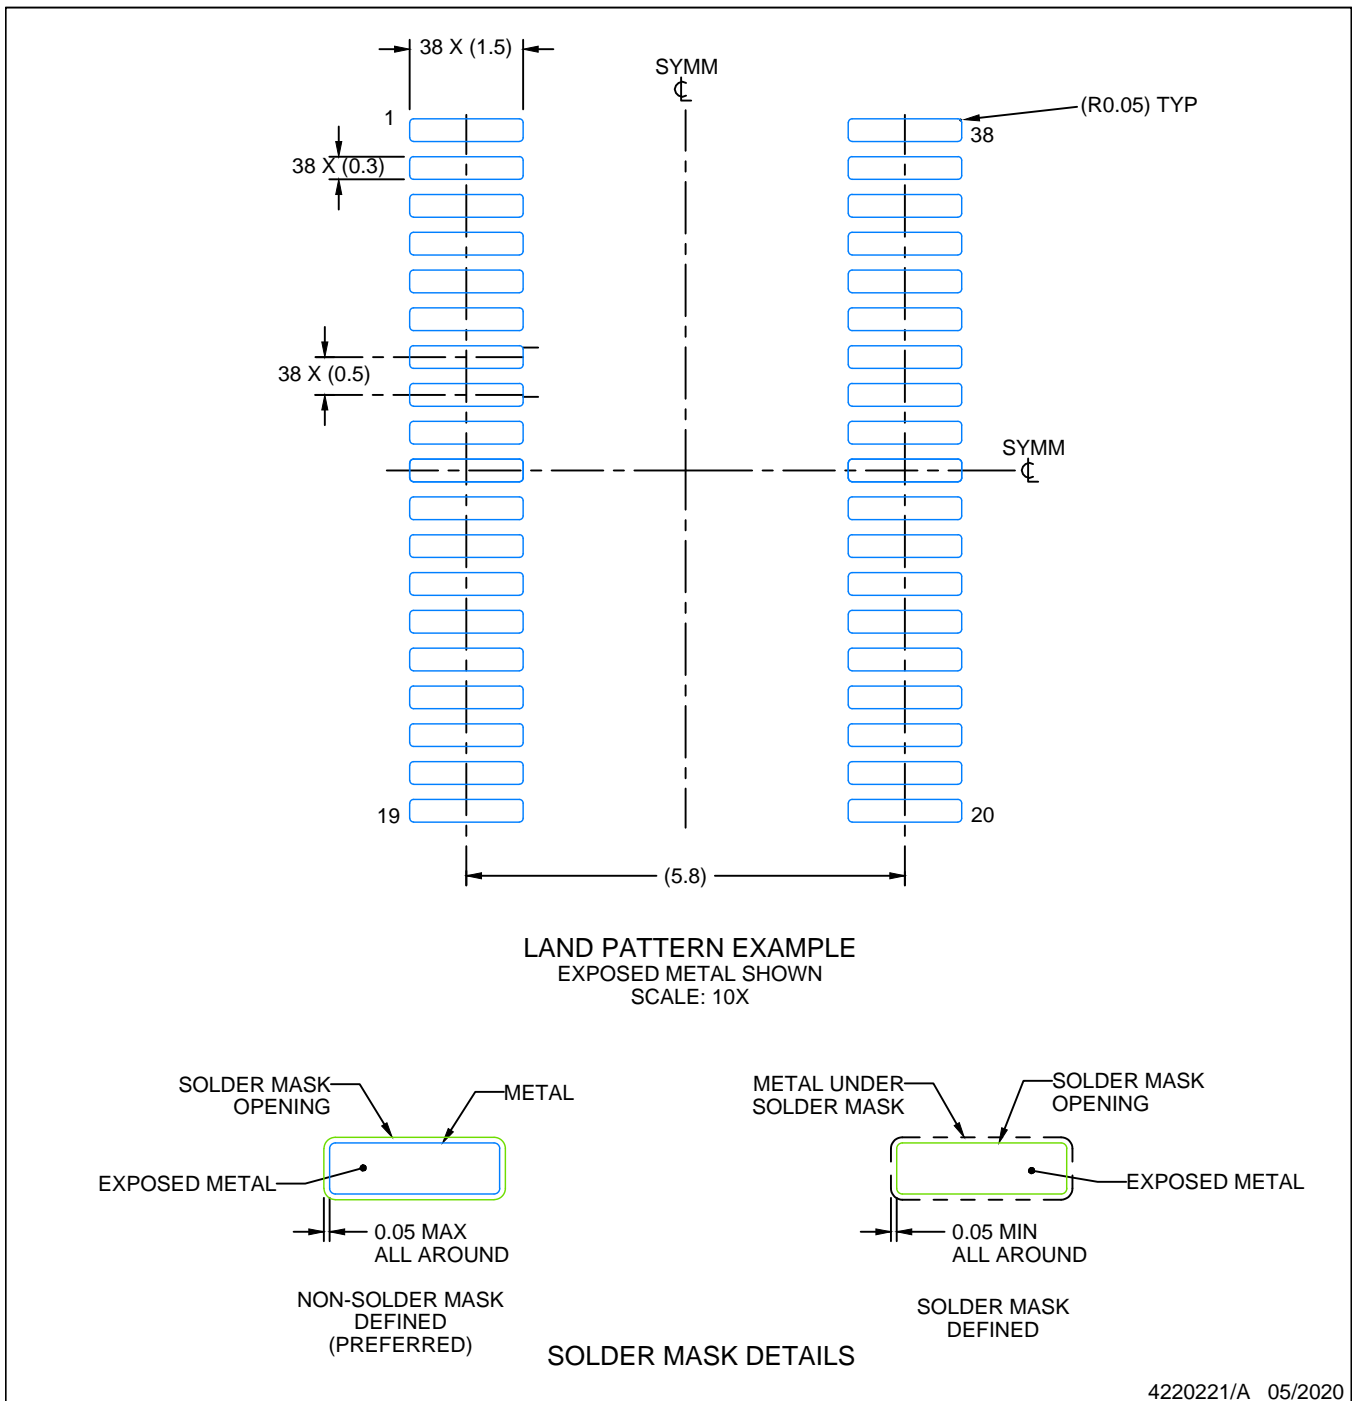 38 X (1.5)
SYMM
(R0.05) TYP
1
38
38 X (0.3)
38 X (0.5)
SYMM
19
20
(5.8)
LAND PATTERN EXAMPLE
EXPOSED METAL SHOWN
SCALE: 10X
SOLDER MASK
OPENING
METAL
EXPOSED METAL
0.05 MAX
ALL AROUND
NON-SOLDER MASK
DEFINED
(PREFERRED)
METAL UNDER
SOLDER MASK
SOLDER MASK
OPENING
EXPOSED METAL
0.05 MIN
ALL AROUND
SOLDER MASK
DEFINED
SOLDER MASK DETAILS
4220221/A 05/2020